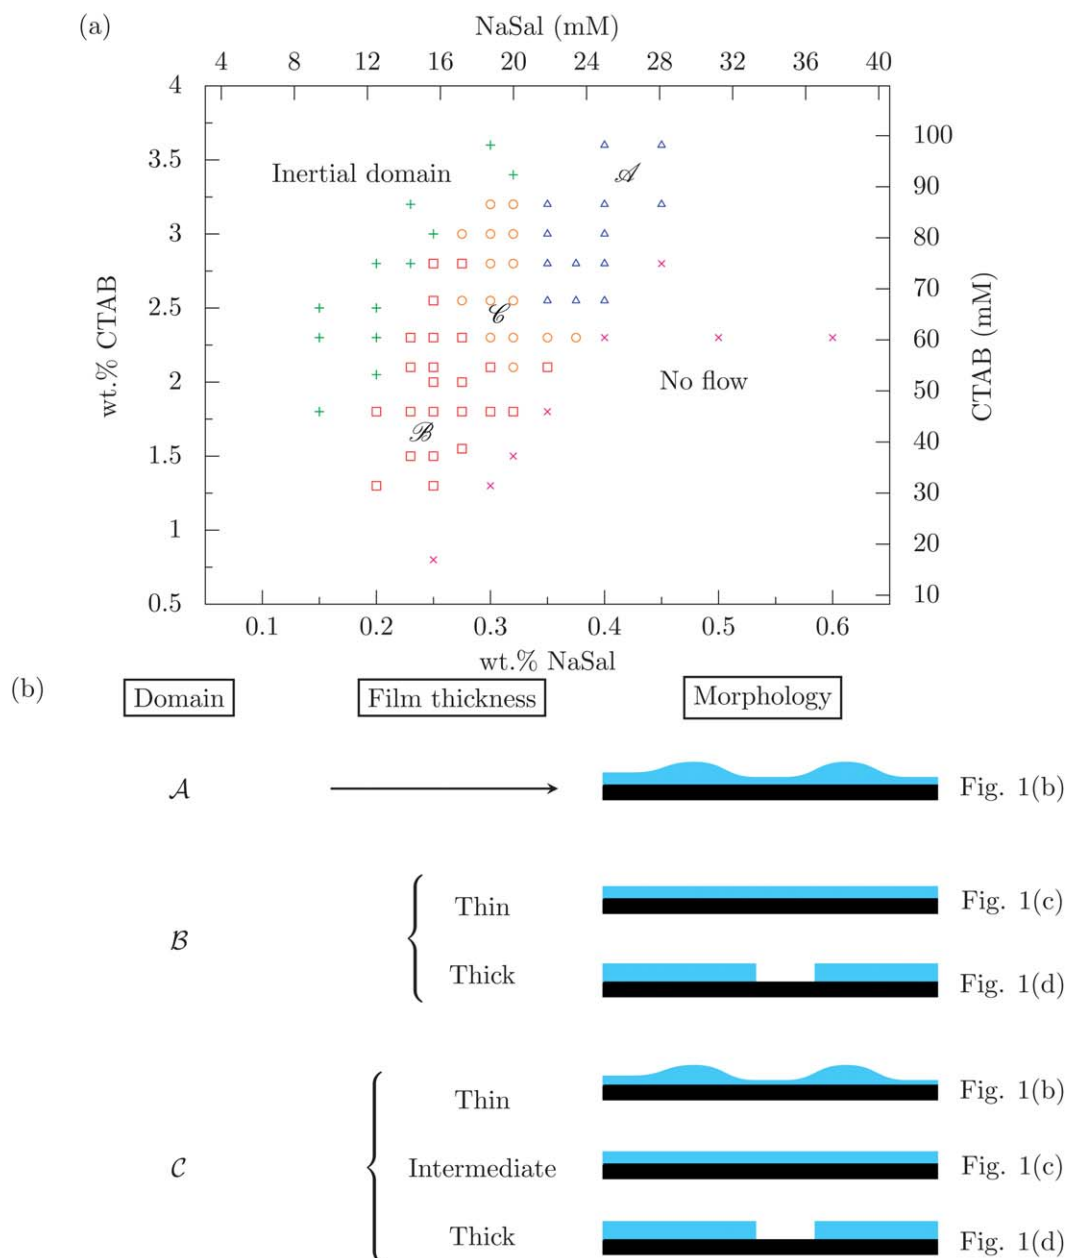 (a)
NaSal (mM)
4 8 12 16 20 24 28 32 36 40
4
3.5
3
2.5
2
1.5
1
0.5
wt.% CTAB
Inertial domain
𝒜
𝒞
ℬ
No flow
100
90
80
70
60
50
40
30
20
10
CTAB (mM)
0.1 0.2 0.3 0.4 0.5 0.6
wt.% NaSal
(b)
Domain Film thickness Morphology
𝒜 Fig. 1(b)
ℬ
Thin Fig. 1(c)
Thick Fig. 1(d)
𝒞
Thin Fig. 1(b)
Intermediate Fig. 1(c)
Thick Fig. 1(d)